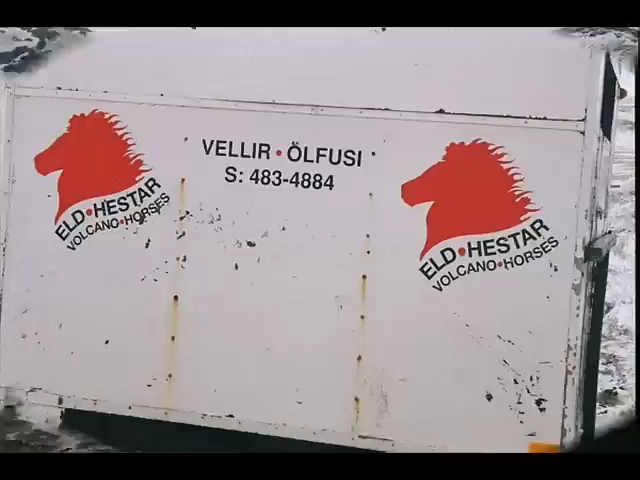 VELLIR • ÖLFUSI
S: 483-4884
ELD•HESTAR
VOLCANO•HORSES
ELD•HESTAR
VOLCANO•HORSES